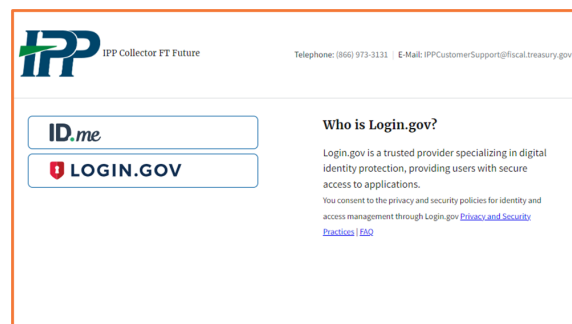 IPP IPP Collector FT Future
Telephone: (866) 973-3131 | E-Mail: IPPCustomerSupport@fiscal.treasury.gov
ID.me
LOGIN.GOV
Who is Login.gov?
Login.gov is a trusted provider specializing in digital
identity protection, providing users with secure
access to applications.
You consent to the privacy and security policies for identity and
access management through Login.gov Privacy and Security
Practices | FAQ